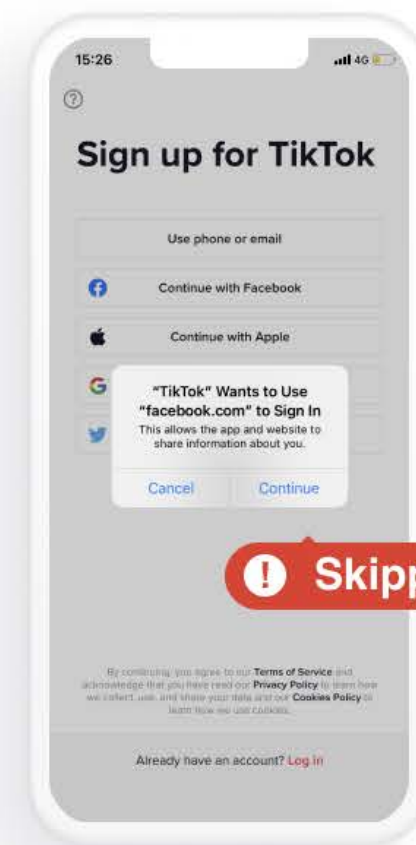 15:26
4G
?
Sign up for TikTok
Use phone or email
Continue with Facebook
Continue with Apple
"TikTok" Wants to Use
"facebook.com" to Sign In
This allows the app and website to
share information about you.
Cancel
Continue
! Skipp
By continuing, you agree to our Terms of Service and
acknowledge that you have read our Privacy Policy to learn how
we collect, use, and share your data and our Cookies Policy to
learn how we use cookies.
Already have an account? Log in